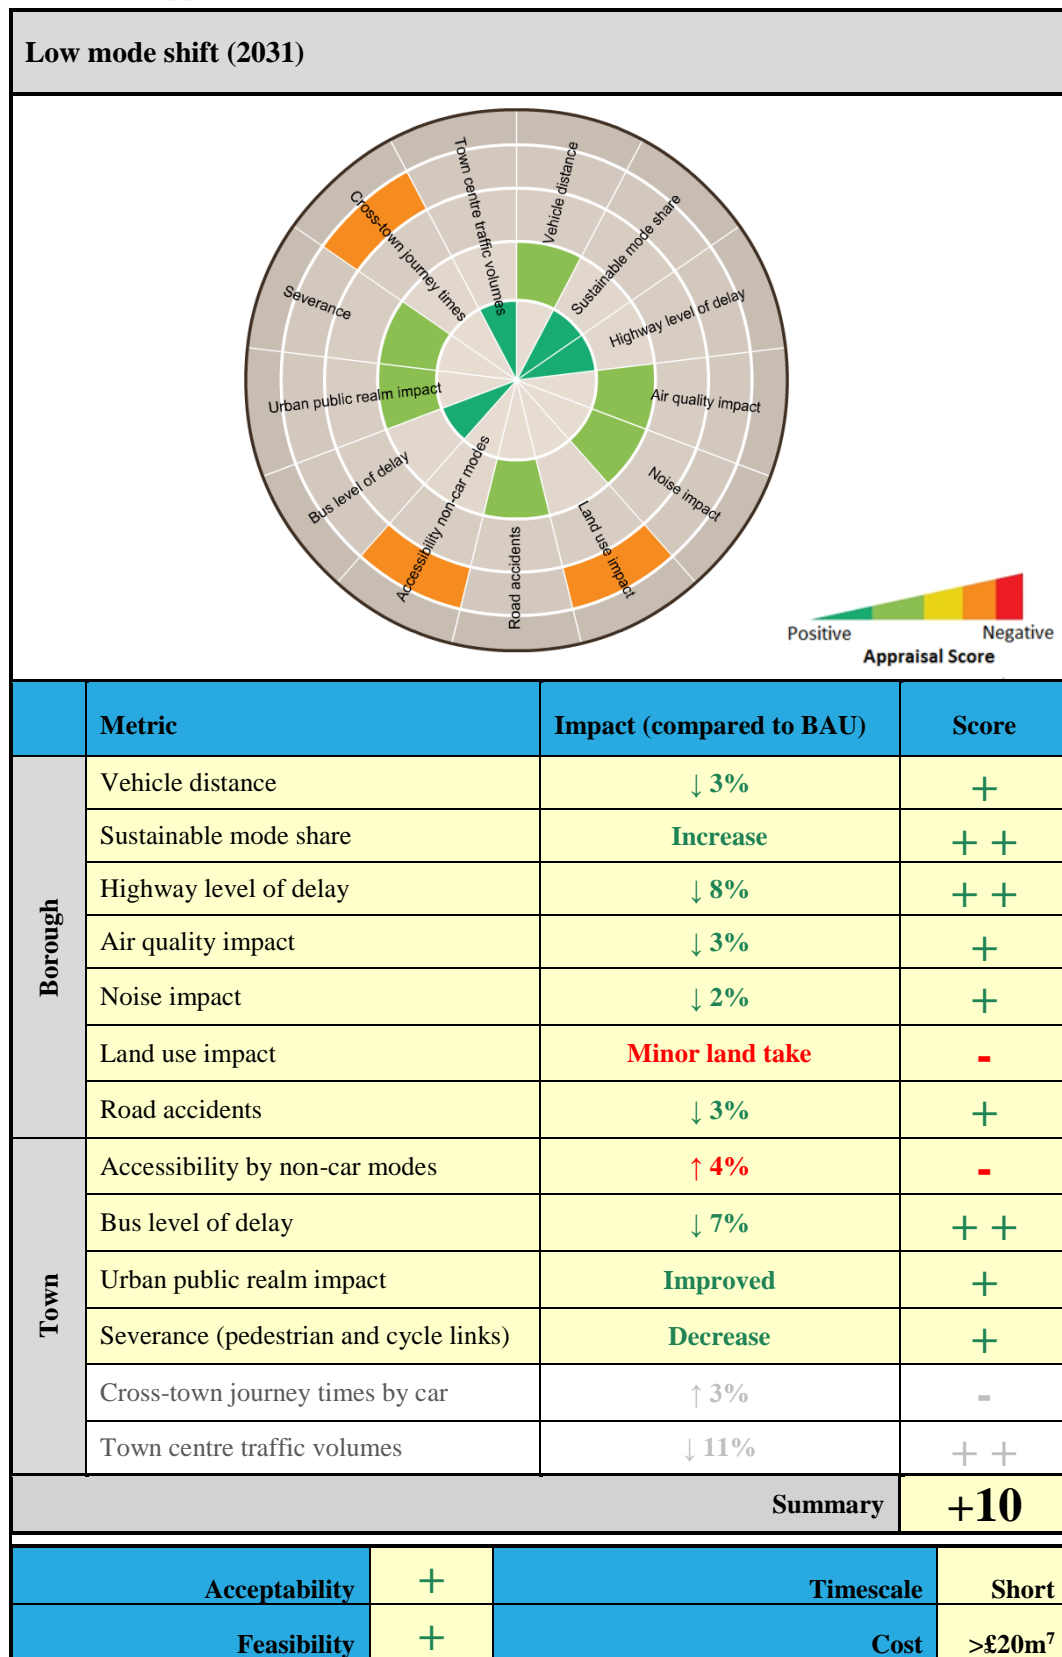 Low mode shift (2031)
Town centre traffic volumes
Vehicle distance
Cross-town journey times
Sustainable mode share
Severance
Highway level of delay
Urban public realm impact
Air quality impact
Bus level of delay
Noise impact
Accessibility non-car modes
Land use impact
Road accidents
Positive
Negative
Appraisal Score
Metric Impact (compared to BAU) Score
Borough
Vehicle distance ↓ 3% +
Sustainable mode share Increase + +
Highway level of delay ↓ 8% + +
Air quality impact ↓ 3% +
Noise impact ↓ 2% +
Land use impact Minor land take -
Road accidents ↓ 3% +
Town
Accessibility by non-car modes ↑ 4% -
Bus level of delay ↓ 7% + +
Urban public realm impact Improved +
Severance (pedestrian and cycle links) Decrease +
Cross-town journey times by car ↑ 3% -
Town centre traffic volumes ↓ 11% + +
Summary +10
Acceptability + Timescale Short
Feasibility + Cost >£20m⁷